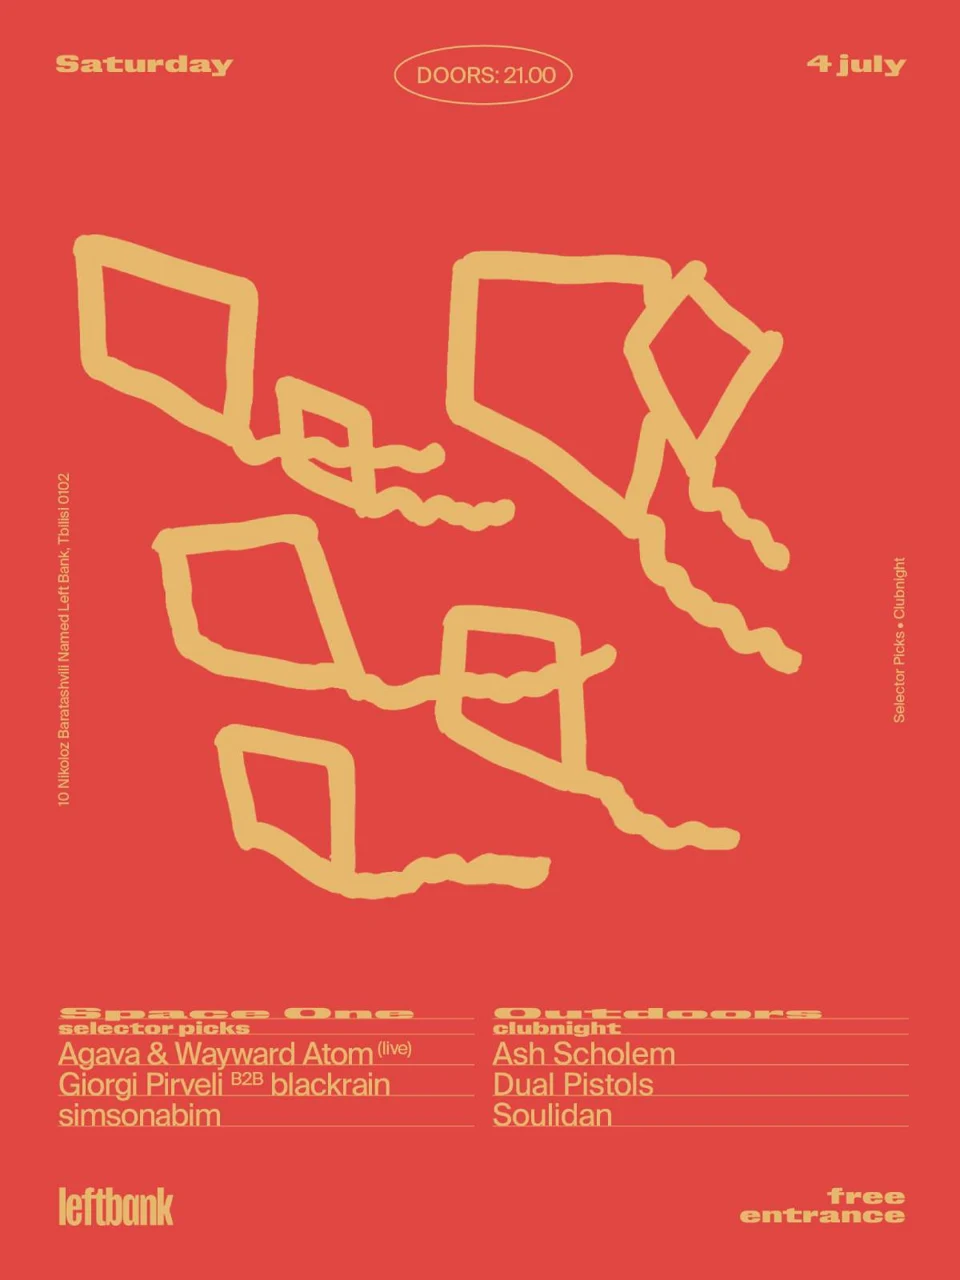 Saturday
DOORS: 21.00
4 july
10 Nikoloz Baratashvili Named Left Bank, Tbilisi 0102
Selector Picks • Clubnight
Space One
selector picks
Agava & Wayward Atom (live)
Giorgi Pirveli B2B blackrain
simsonabim
Outdoors
clubnight
Ash Scholem
Dual Pistols
Soulidan
leftbank
free
entrance